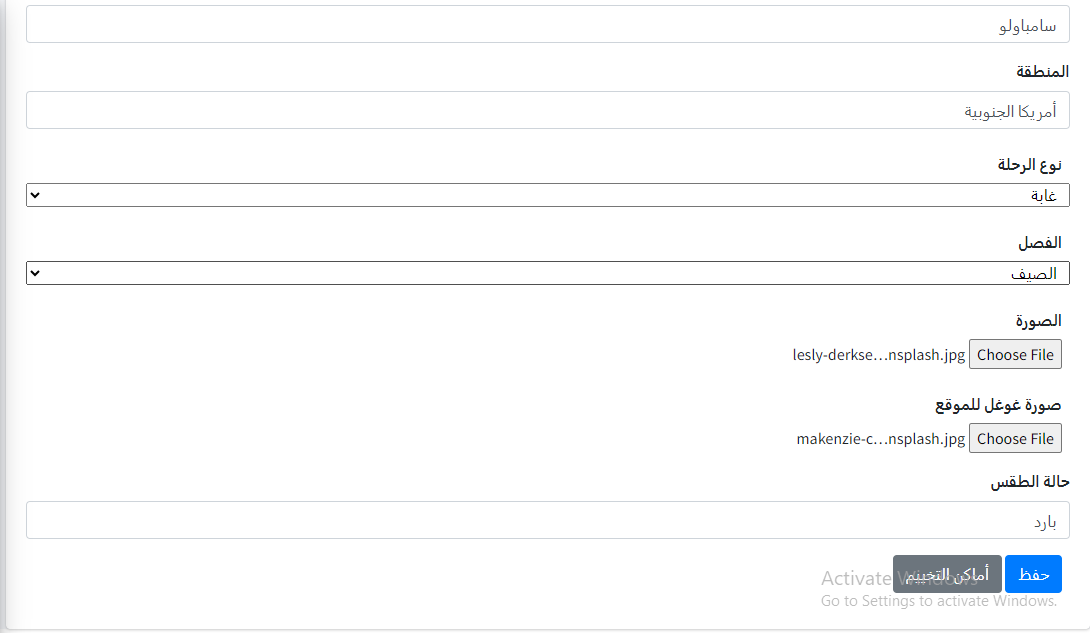 سامباولو
المنطقة
أمريكا الجنوبية
نوع الرحلة
غابة
الفصل
الصيف
الصورة
Choose File lesly-derkse...nsplash.jpg
صورة غوغل للموقع
Choose File makenzie-c...nsplash.jpg
حالة الطقس
بارد
حفظ أماكن التخييم
Activate Windows
Go to Settings to activate Windows.